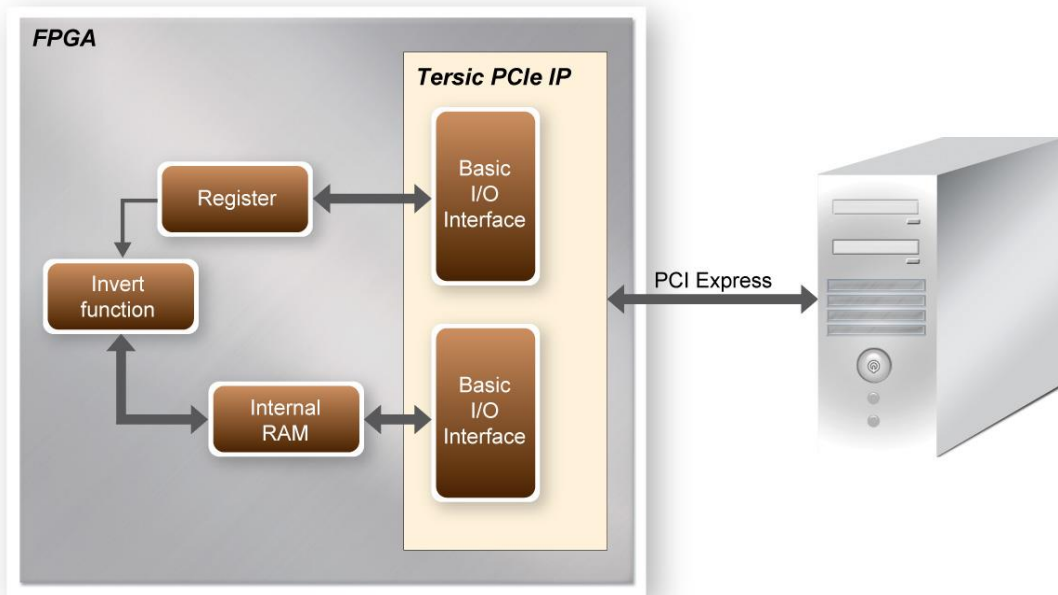 FPGA
Tersic PCIe IP
Basic
I/O
Interface
Register
Invert
function
PCI Express
Internal
RAM
Basic
I/O
Interface